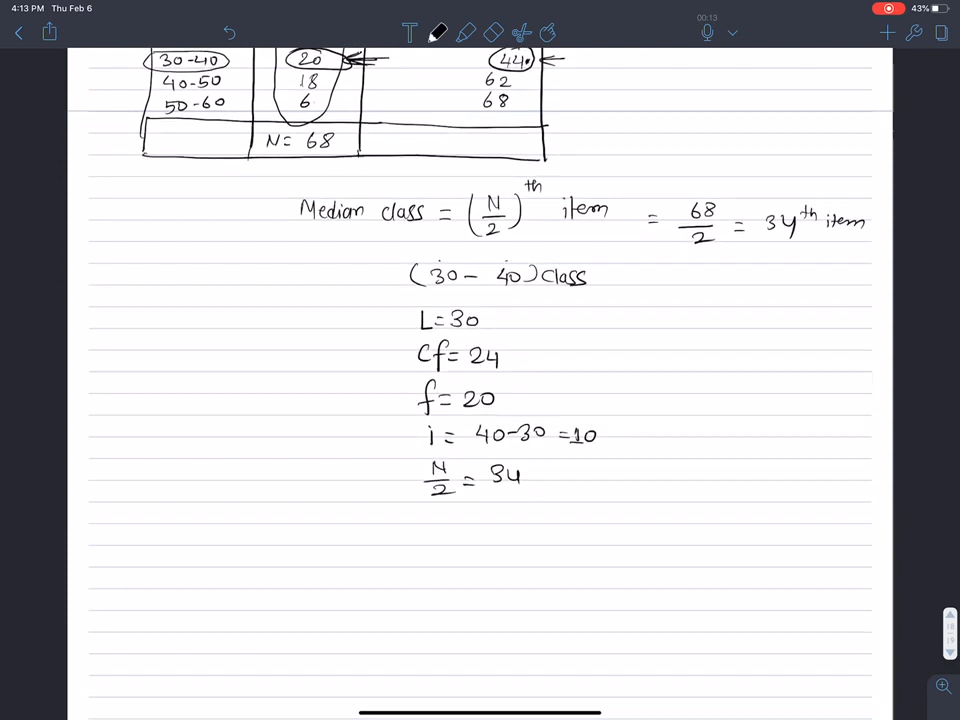 4:13 PM Thu Feb 6
43%
00:13
T
30-40 20 44
40-50 18 62
50-60 6 68
N= 68
Median class = (N/2)th item = 68/2 = 34th item
(30 - 40) class
L=30
Cf= 24
f= 20
i = 40-30 =10
N/2 = 34
18
19